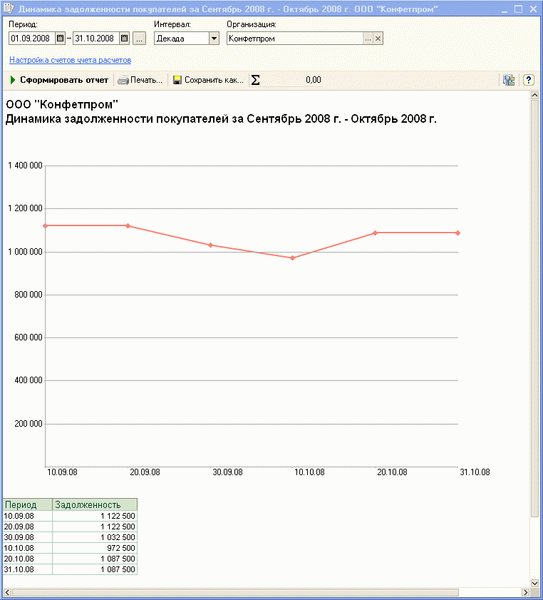 Динамика задолженности покупателей за Сентябрь 2008 г. - Октябрь 2008 г. ООО "Конфетпром"
Период: Интервал: Организация:
01.09.2008 – 31.10.2008 ... Декада Конфетпром ... ×
Настройка счетов учета расчетов
Сформировать отчет Печать... Сохранить как... Σ 0,00 ?
ООО "Конфетпром"
Динамика задолженности покупателей за Сентябрь 2008 г. - Октябрь 2008 г.
1 400 000
1 200 000
1 000 000
800 000
600 000
400 000
200 000
10.09.08 20.09.08 30.09.08 10.10.08 20.10.08 31.10.08
Период Задолженность
10.09.08 1 122 500
20.09.08 1 122 500
30.09.08 1 032 500
10.10.08 972 500
20.10.08 1 087 500
31.10.08 1 087 500